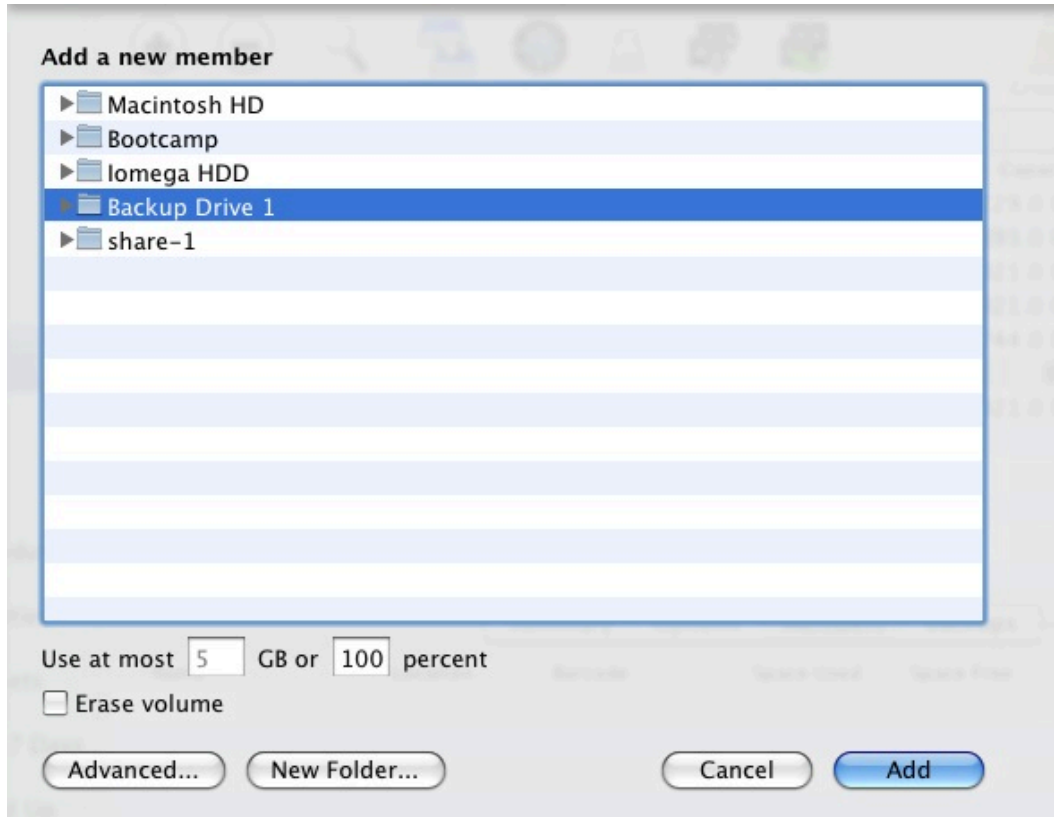 Add a new member
Macintosh HD
Bootcamp
Iomega HDD
Backup Drive 1
share-1
Use at most 5 GB or 100 percent
Erase volume
Advanced... New Folder... Cancel Add